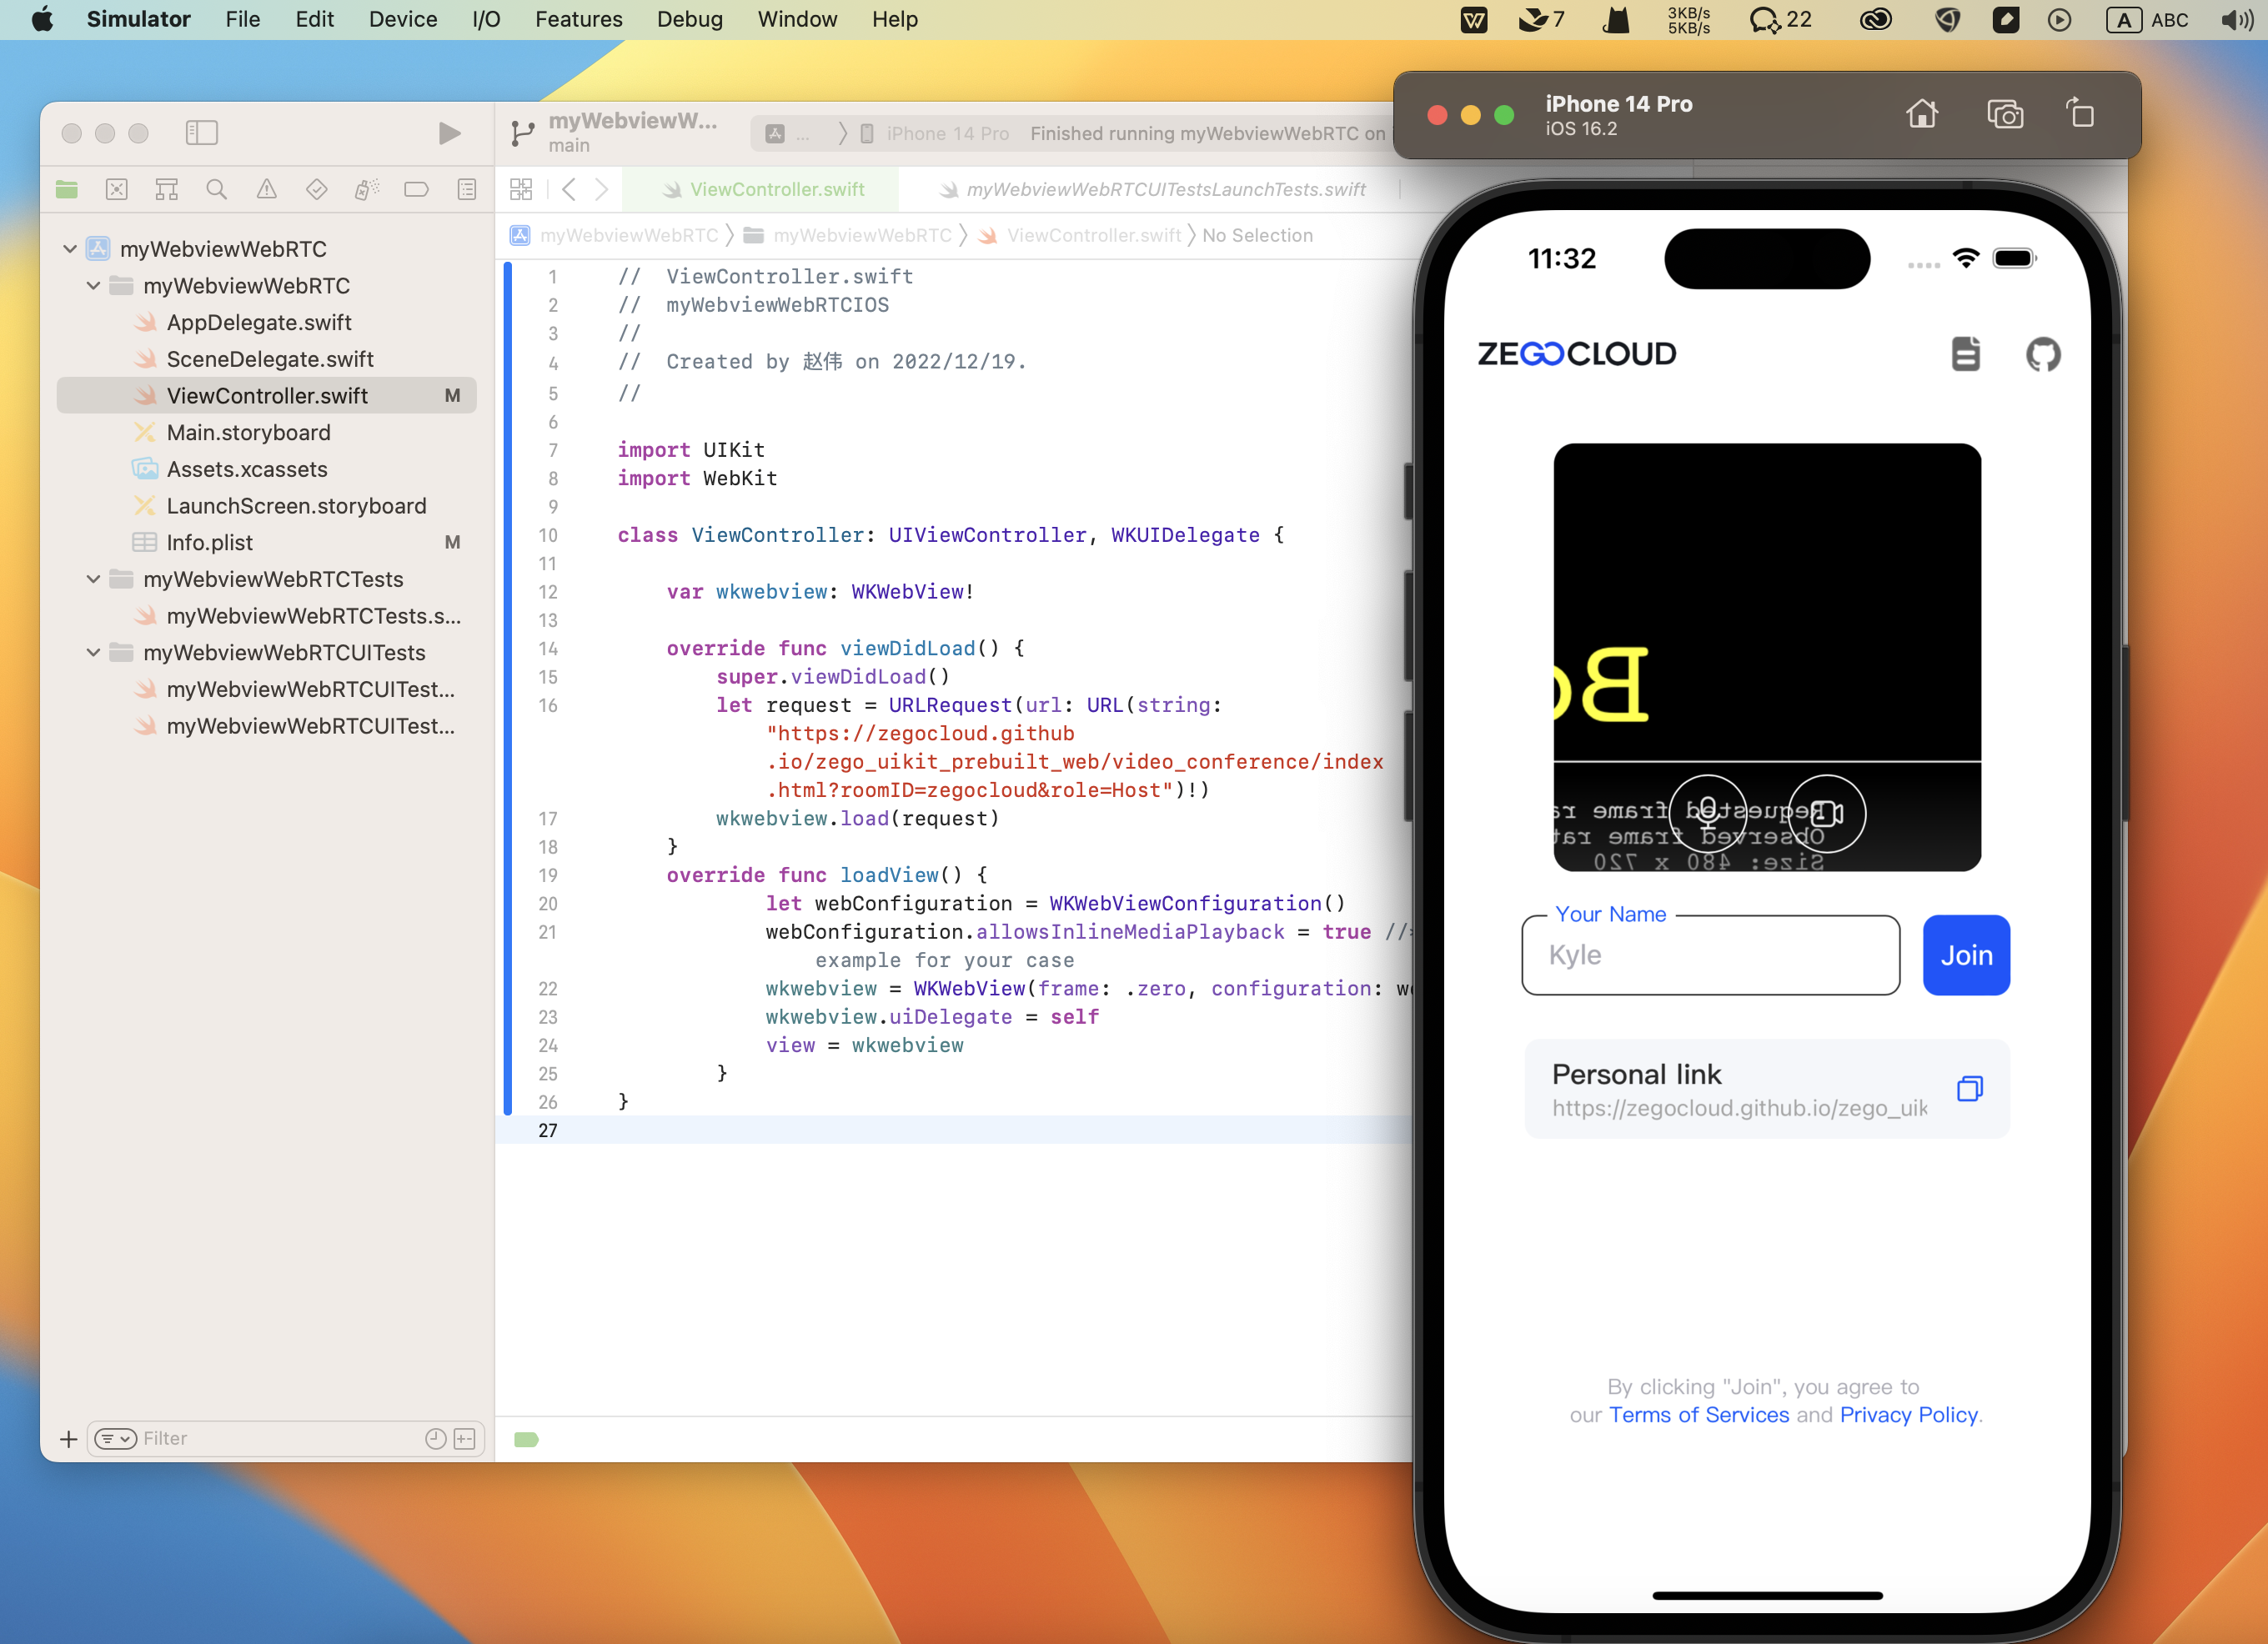 Simulator File Edit Device I/O Features Debug Window Help
7
3KB/s
5KB/s
22
A ABC
myWebviewW...
main
... iPhone 14 Pro Finished running myWebviewWebRTC on
ViewController.swift
myWebviewWebRTCUITestsLaunchTests.swift
myWebviewWebRTC myWebviewWebRTC ViewController.swift No Selection
myWebviewWebRTC
myWebviewWebRTC
AppDelegate.swift
SceneDelegate.swift
ViewController.swift M
Main.storyboard
Assets.xcassets
LaunchScreen.storyboard
Info.plist M
myWebviewWebRTCTests
myWebviewWebRTCTests.s...
myWebviewWebRTCUITests
myWebviewWebRTCUITest...
myWebviewWebRTCUITest...
Filter
1 // ViewController.swift
2 // myWebviewWebRTCIOS
3 //
4 // Created by 赵伟 on 2022/12/19.
5 //
6
7 import UIKit
8 import WebKit
9
10 class ViewController: UIViewController, WKUIDelegate {
11
12 var wkwebview: WKWebView!
13
14 override func viewDidLoad() {
15 super.viewDidLoad()
16 let request = URLRequest(url: URL(string:
"https://zegocloud.github
.io/zego_uikit_prebuilt_web/video_conference/index
.html?roomID=zegocloud&role=Host")!)
17 wkwebview.load(request)
18 }
19 override func loadView() {
20 let webConfiguration = WKWebViewConfiguration()
21 webConfiguration.allowsInlineMediaPlayback = true //
example for your case
22 wkwebview = WKWebView(frame: .zero, configuration: we
23 wkwebview.uiDelegate = self
24 view = wkwebview
25 }
26 }
27
iPhone 14 Pro
iOS 16.2
11:32
ZEGOCLOUD
B
Requested frame
Observed frame
Size: 480 x 720
Your Name
Kyle
Join
Personal link
https://zegocloud.github.io/zego_uik
By clicking "Join", you agree to
our Terms of Services and Privacy Policy.